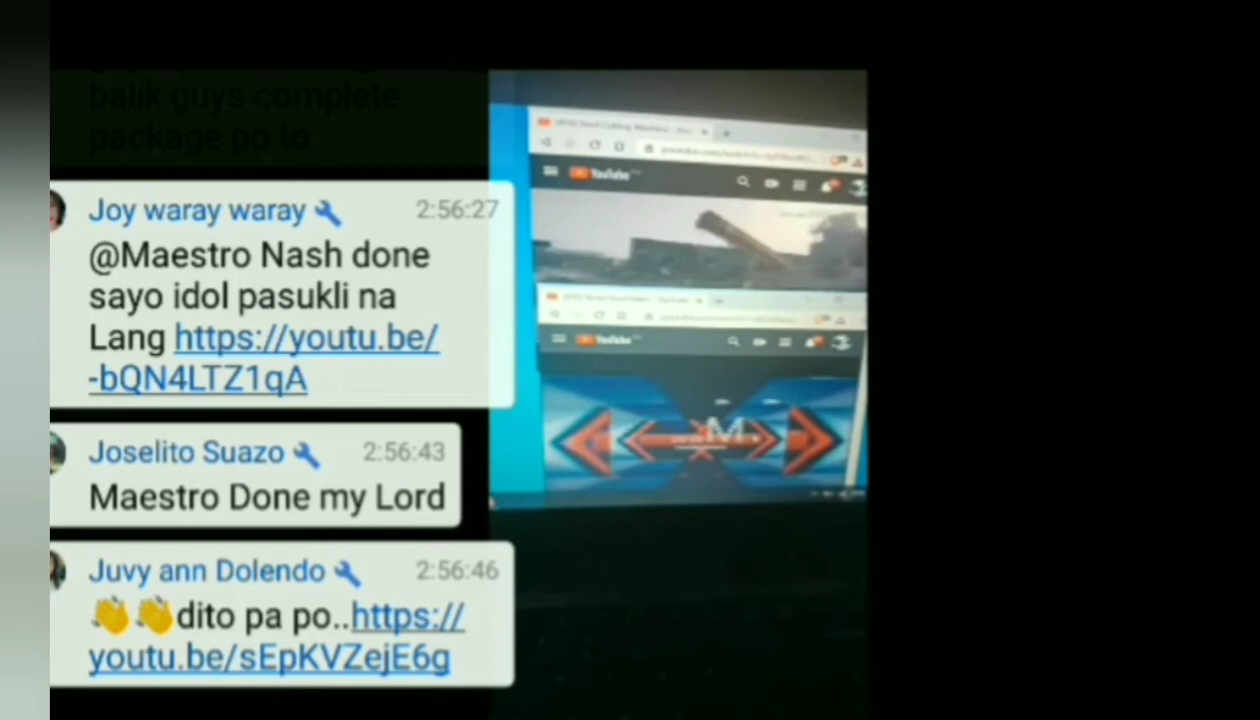 balik guys complete
package po to
Joy waray waray 2:56:27
@Maestro Nash done
sayo idol pasukli na
Lang https://youtu.be/
-bQN4LTZ1qA
Joselito Suazo 2:56:43
Maestro Done my Lord
Juvy ann Dolendo 2:56:46
👏👏dito pa po..https://
youtu.be/sEpKVZejE6g
YouTube
YouTube
M